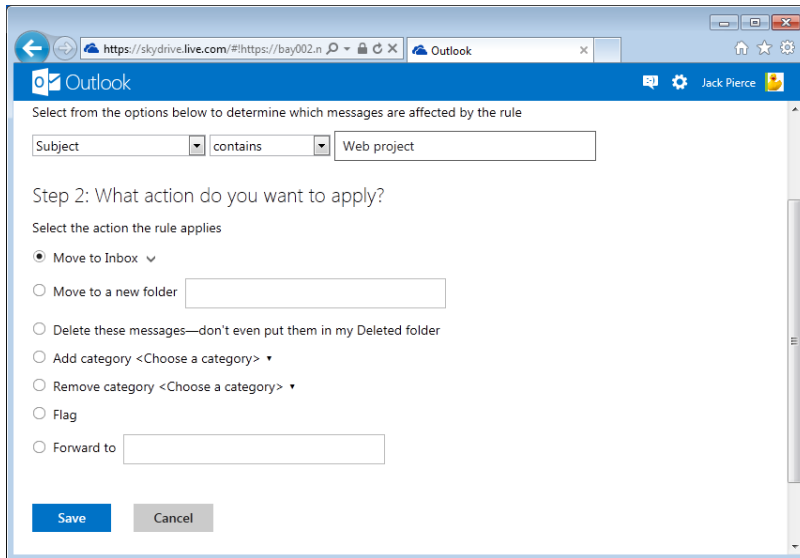 https://skydrive.live.com/#!https://bay002.n
Outlook
Outlook
Jack Pierce
Select from the options below to determine which messages are affected by the rule
Subject contains Web project
Step 2: What action do you want to apply?
Select the action the rule applies
Move to Inbox
Move to a new folder
Delete these messages—don't even put them in my Deleted folder
Add category <Choose a category>
Remove category <Choose a category>
Flag
Forward to
Save Cancel